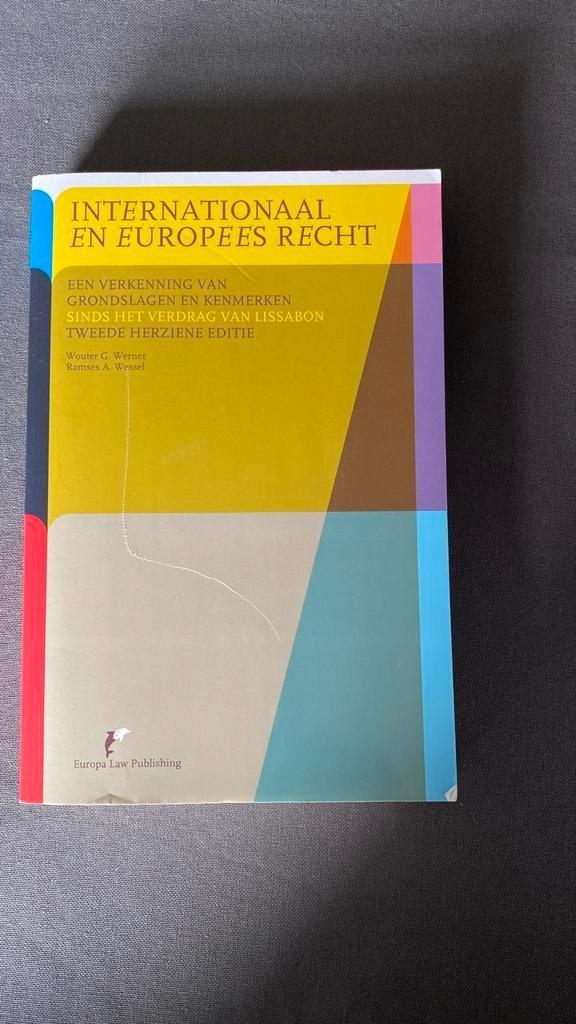 INTERNATIONAAL
EN EUROPEES RECHT
EEN VERKENNING VAN
GRONDSLAGEN EN KENMERKEN
SINDS HET VERDRAG VAN LISSABON
TWEEDE HERZIENE EDITIE
Wouter G. Werner
Ramses A. Wessel
Europa Law Publishing